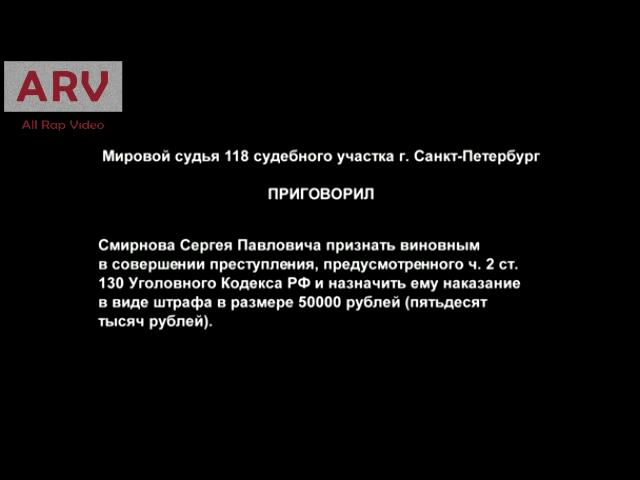 ARV
All Rap Video
Мировой судья 118 судебного участка г. Санкт-Петербург
ПРИГОВОРИЛ
Смирнова Сергея Павловича признать виновным
в совершении преступления, предусмотренного ч. 2 ст.
130 Уголовного Кодекса РФ и назначить ему наказание
в виде штрафа в размере 50000 рублей (пятьдесят
тысяч рублей).